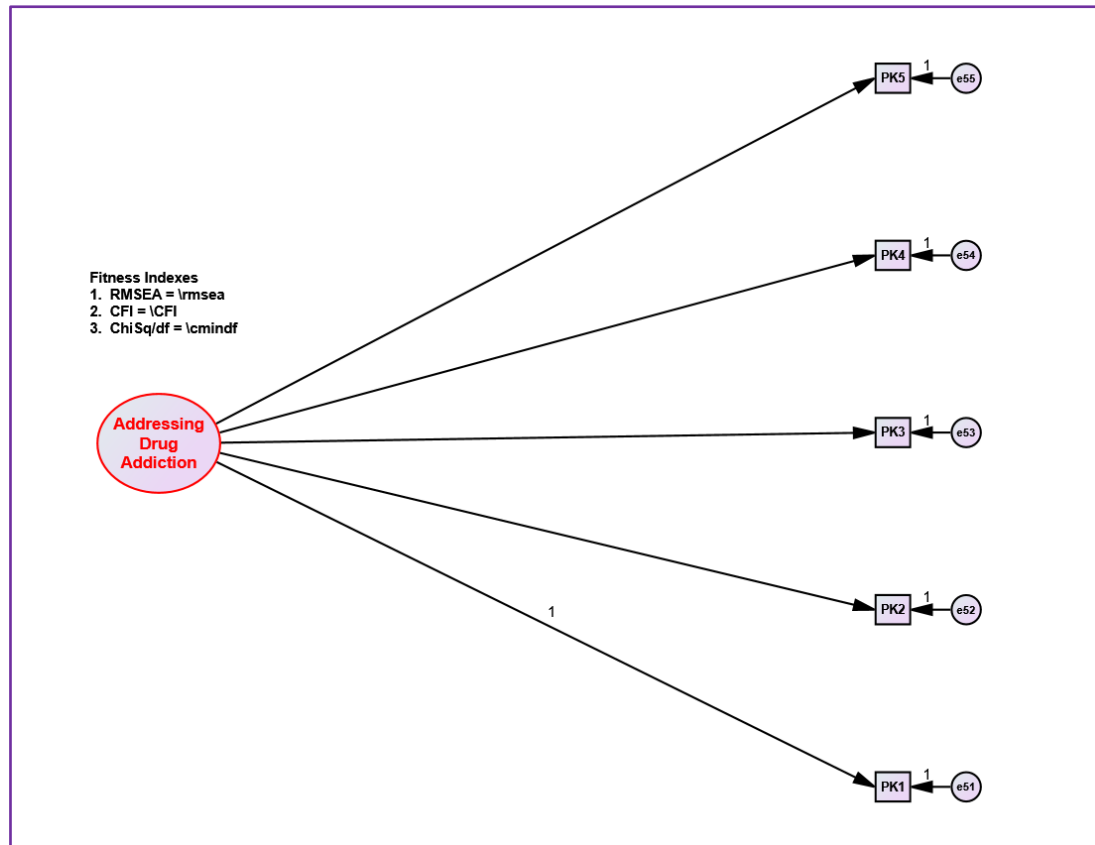 1
PK5
e55
1
PK4
e54
Fitness Indexes
1. RMSEA = \rmsea
2. CFI = \CFI
3. ChiSq/df = \cmindf
Addressing
Drug
Addiction
1
PK3
e53
1
PK2
e52
1
1
PK1
e51